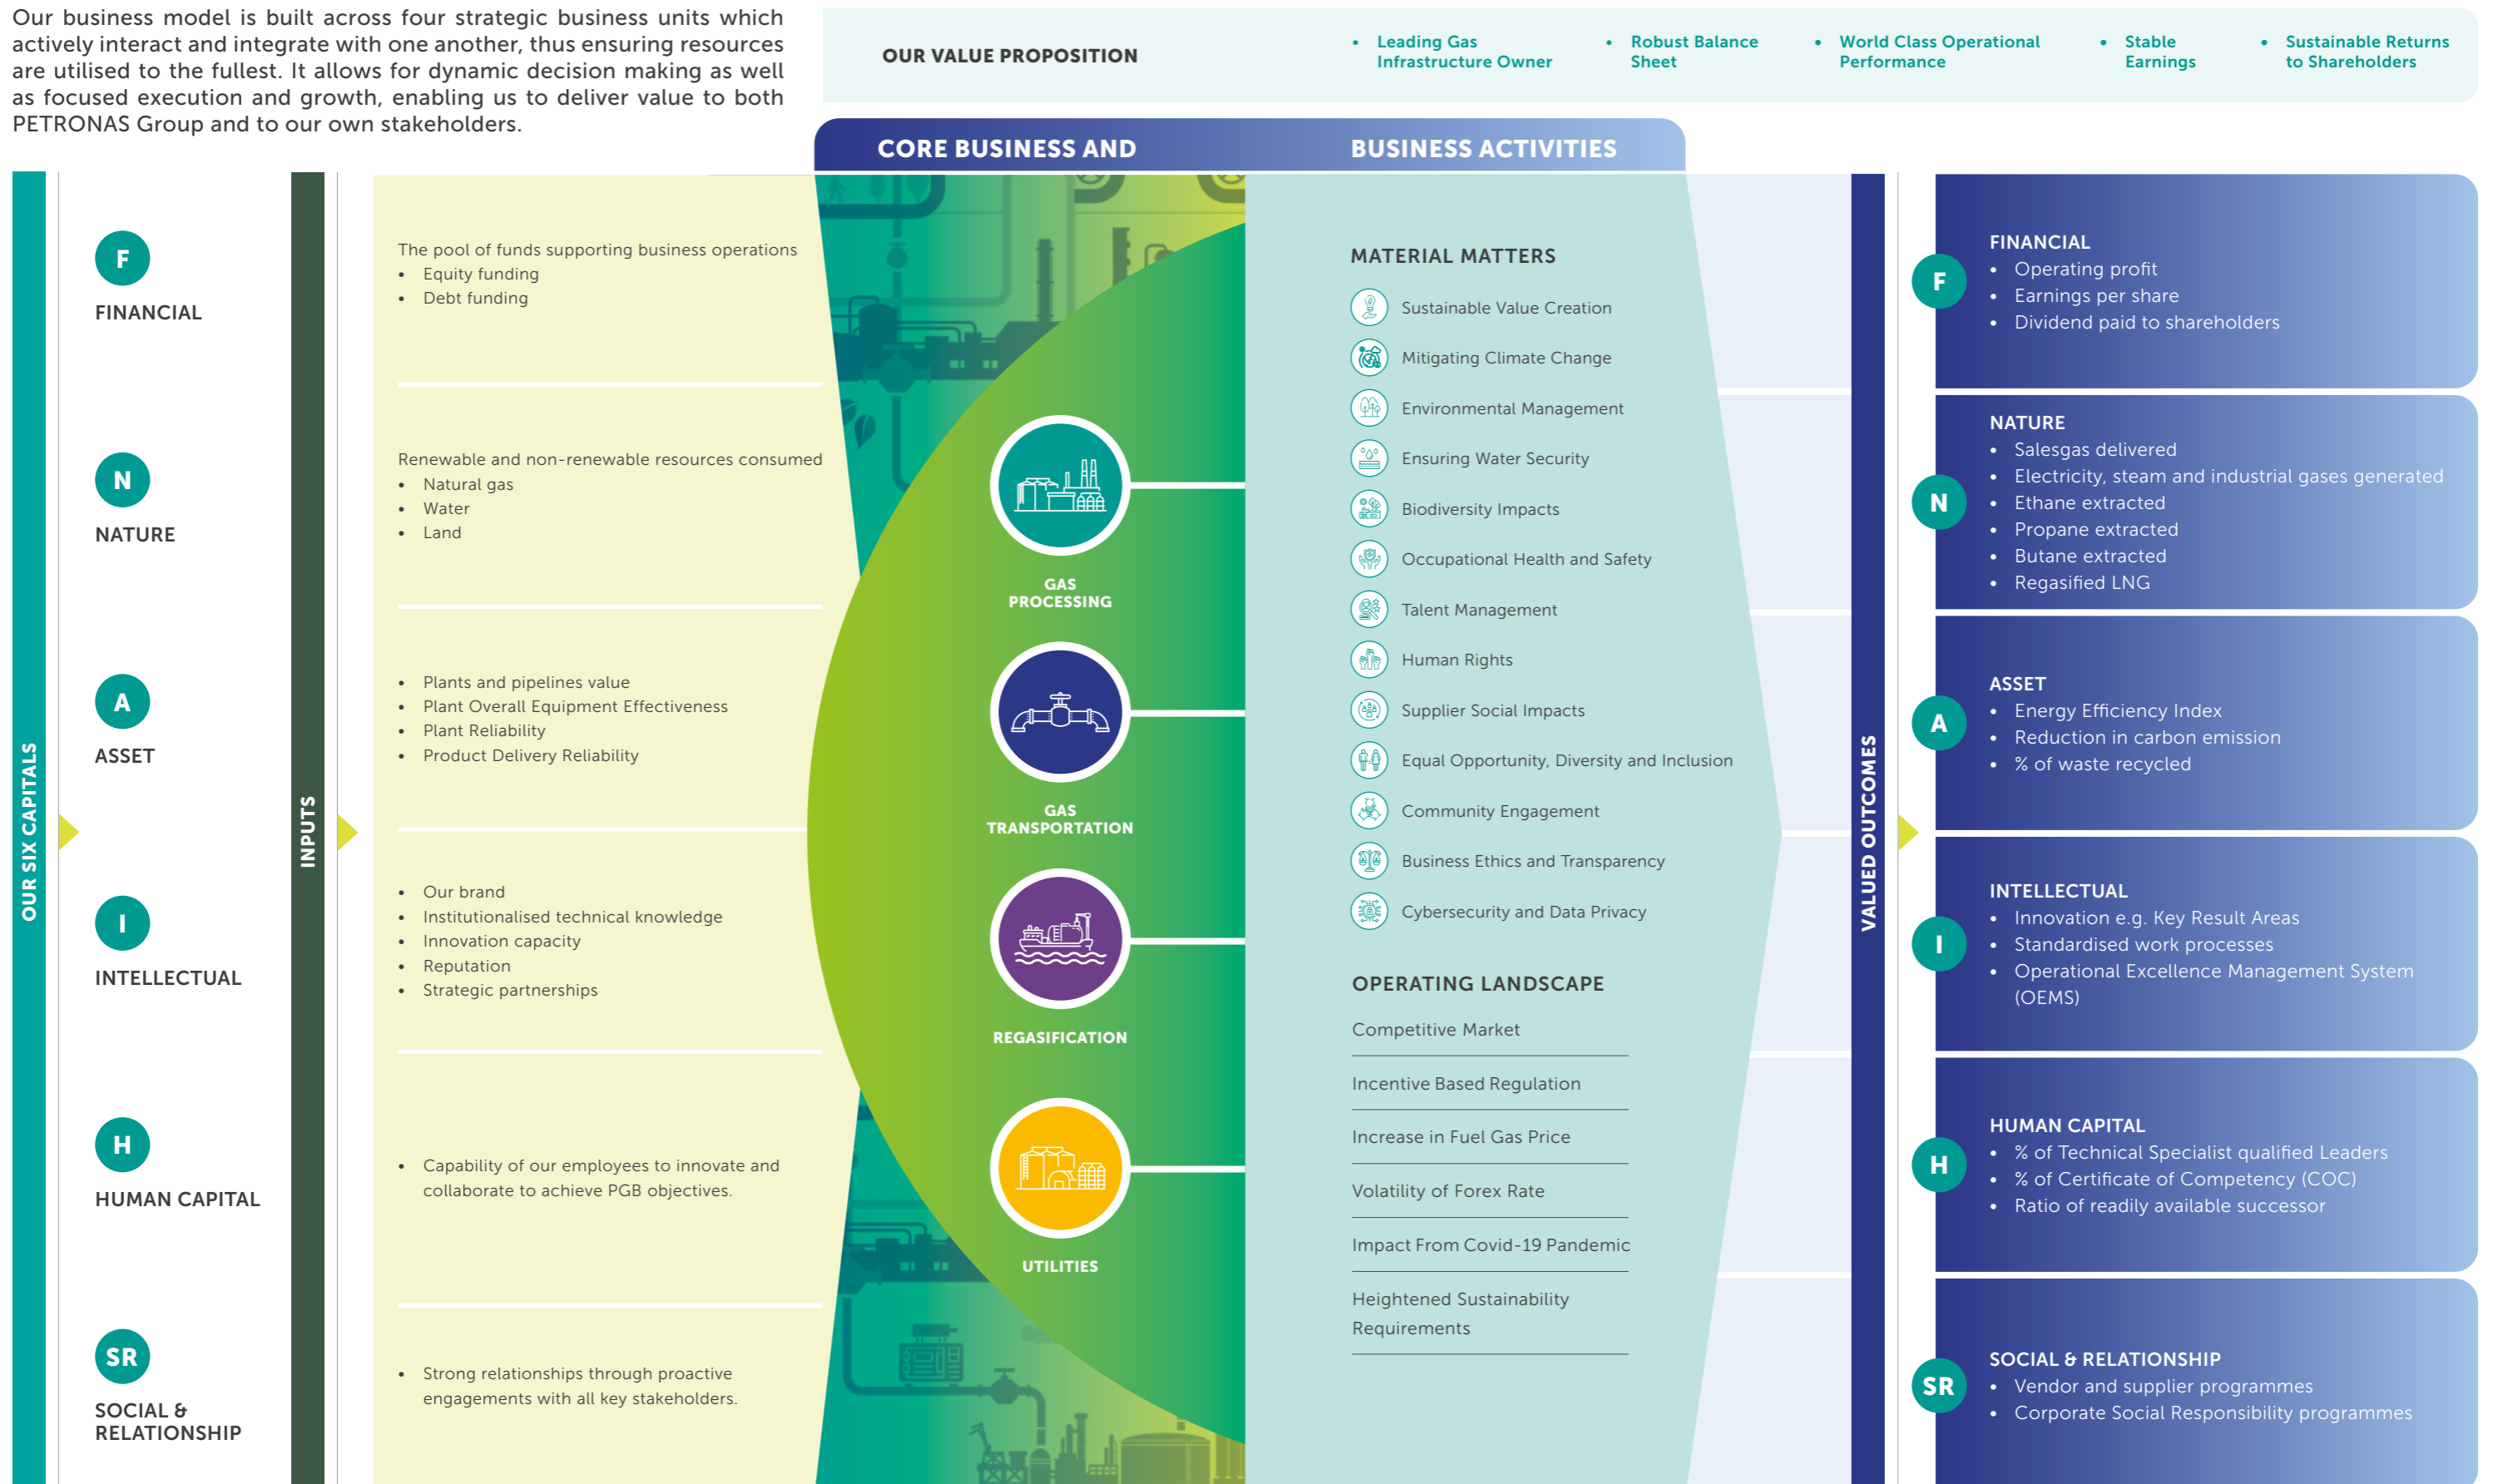 Our business model is built across four strategic business units which
actively interact and integrate with one another, thus ensuring resources
are utilised to the fullest. It allows for dynamic decision making as well
as focused execution and growth, enabling us to deliver value to both
PETRONAS Group and to our own stakeholders.
OUR VALUE PROPOSITION
• Leading Gas
Infrastructure Owner
• Robust Balance
Sheet
• World Class Operational
Performance
• Stable
Earnings
• Sustainable Returns
to Shareholders
CORE BUSINESS AND
BUSINESS ACTIVITIES
OUR SIX CAPITALS
F
FINANCIAL
N
NATURE
A
ASSET
I
INTELLECTUAL
H
HUMAN CAPITAL
SR
SOCIAL &
RELATIONSHIP
INPUTS
The pool of funds supporting business operations
• Equity funding
• Debt funding
Renewable and non-renewable resources consumed
• Natural gas
• Water
• Land
• Plants and pipelines value
• Plant Overall Equipment Effectiveness
• Plant Reliability
• Product Delivery Reliability
• Our brand
• Institutionalised technical knowledge
• Innovation capacity
• Reputation
• Strategic partnerships
• Capability of our employees to innovate and
collaborate to achieve PGB objectives.
• Strong relationships through proactive
engagements with all key stakeholders.
GAS
PROCESSING
GAS
TRANSPORTATION
REGASIFICATION
UTILITIES
MATERIAL MATTERS
Sustainable Value Creation
Mitigating Climate Change
Environmental Management
Ensuring Water Security
Biodiversity Impacts
Occupational Health and Safety
Talent Management
Human Rights
Supplier Social Impacts
Equal Opportunity, Diversity and Inclusion
Community Engagement
Business Ethics and Transparency
Cybersecurity and Data Privacy
OPERATING LANDSCAPE
Competitive Market
Incentive Based Regulation
Increase in Fuel Gas Price
Volatility of Forex Rate
Impact From Covid-19 Pandemic
Heightened Sustainability
Requirements
VALUED OUTCOMES
F
FINANCIAL
• Operating profit
• Earnings per share
• Dividend paid to shareholders
N
NATURE
• Salesgas delivered
• Electricity, steam and industrial gases generated
• Ethane extracted
• Propane extracted
• Butane extracted
• Regasified LNG
A
ASSET
• Energy Efficiency Index
• Reduction in carbon emission
• % of waste recycled
I
INTELLECTUAL
• Innovation e.g. Key Result Areas
• Standardised work processes
• Operational Excellence Management System
(OEMS)
H
HUMAN CAPITAL
• % of Technical Specialist qualified Leaders
• % of Certificate of Competency (COC)
• Ratio of readily available successor
SR
SOCIAL & RELATIONSHIP
• Vendor and supplier programmes
• Corporate Social Responsibility programmes